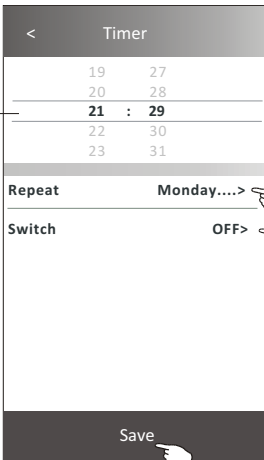 < Timer
19 27
20 28
21 : 29
22 30
23 31
Repeat Monday....>
Switch OFF>
Save